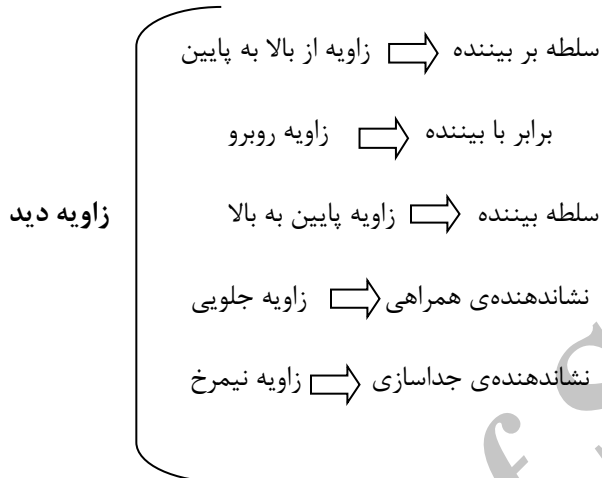 سلطه بر بیننده زاویه از بالا به پایین
برابر با بیننده زاویه روبرو
زاویه دید
سلطه بیننده زاویه پایین به بالا
نشاندهنده‌ی همراهی زاویه جلویی
نشاندهنده‌ی جداسازی زاویه نیمرخ